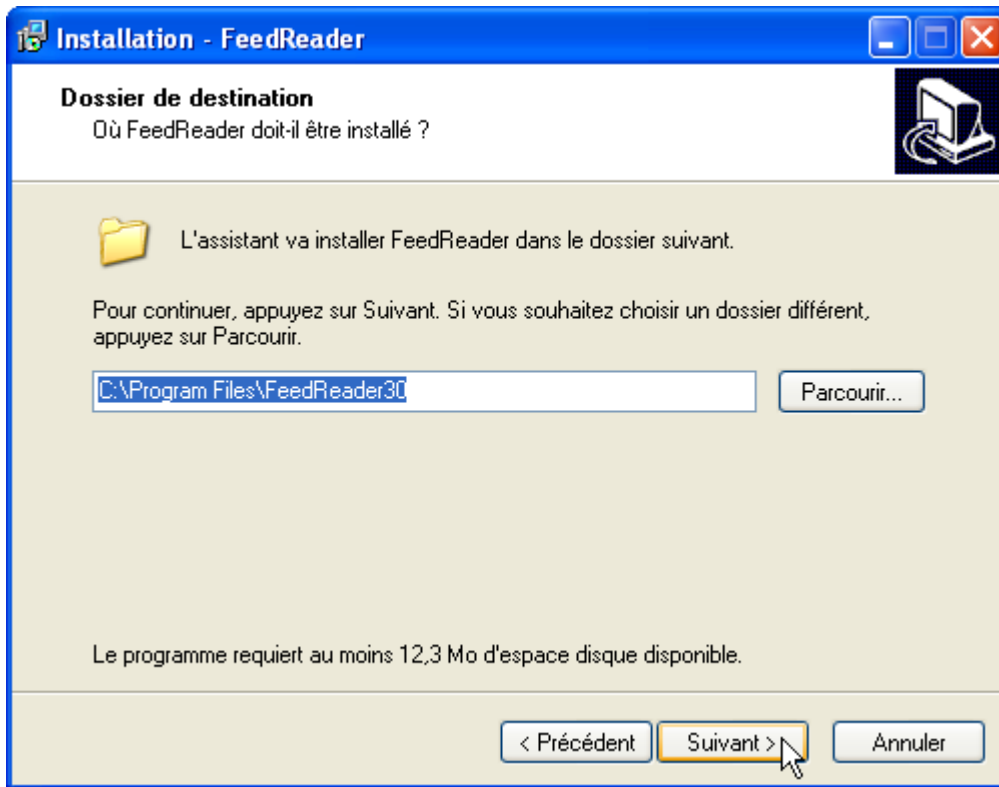 Installation - FeedReader
Dossier de destination
Où FeedReader doit-il être installé ?
L'assistant va installer FeedReader dans le dossier suivant.
Pour continuer, appuyez sur Suivant. Si vous souhaitez choisir un dossier différent,
appuyez sur Parcourir.
C:\Program Files\FeedReader30
Parcourir...
Le programme requiert au moins 12,3 Mo d'espace disque disponible.
< Précédent
Suivant >
Annuler